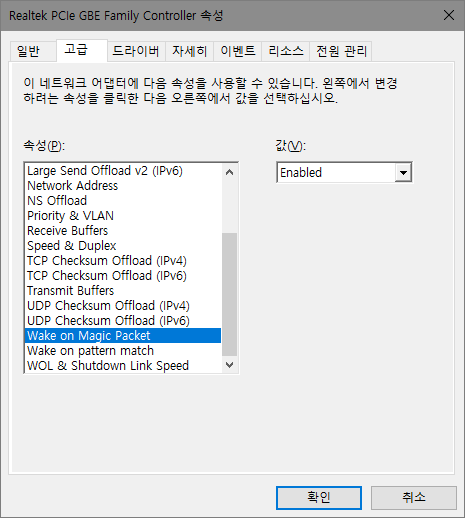 Realtek PCIe GBE Family Controller 속성
일반 고급 드라이버 자세히 이벤트 리소스 전원 관리
이 네트워크 어댑터에 다음 속성을 사용할 수 있습니다. 왼쪽에서 변경
하려는 속성을 클릭한 다음 오른쪽에서 값을 선택하십시오.
속성(P): 값(V):
Large Send Offload v2 (IPv6) Enabled
Network Address
NS Offload
Priority & VLAN
Receive Buffers
Speed & Duplex
TCP Checksum Offload (IPv4)
TCP Checksum Offload (IPv6)
Transmit Buffers
UDP Checksum Offload (IPv4)
UDP Checksum Offload (IPv6)
Wake on Magic Packet
Wake on pattern match
WOL & Shutdown Link Speed
확인 취소